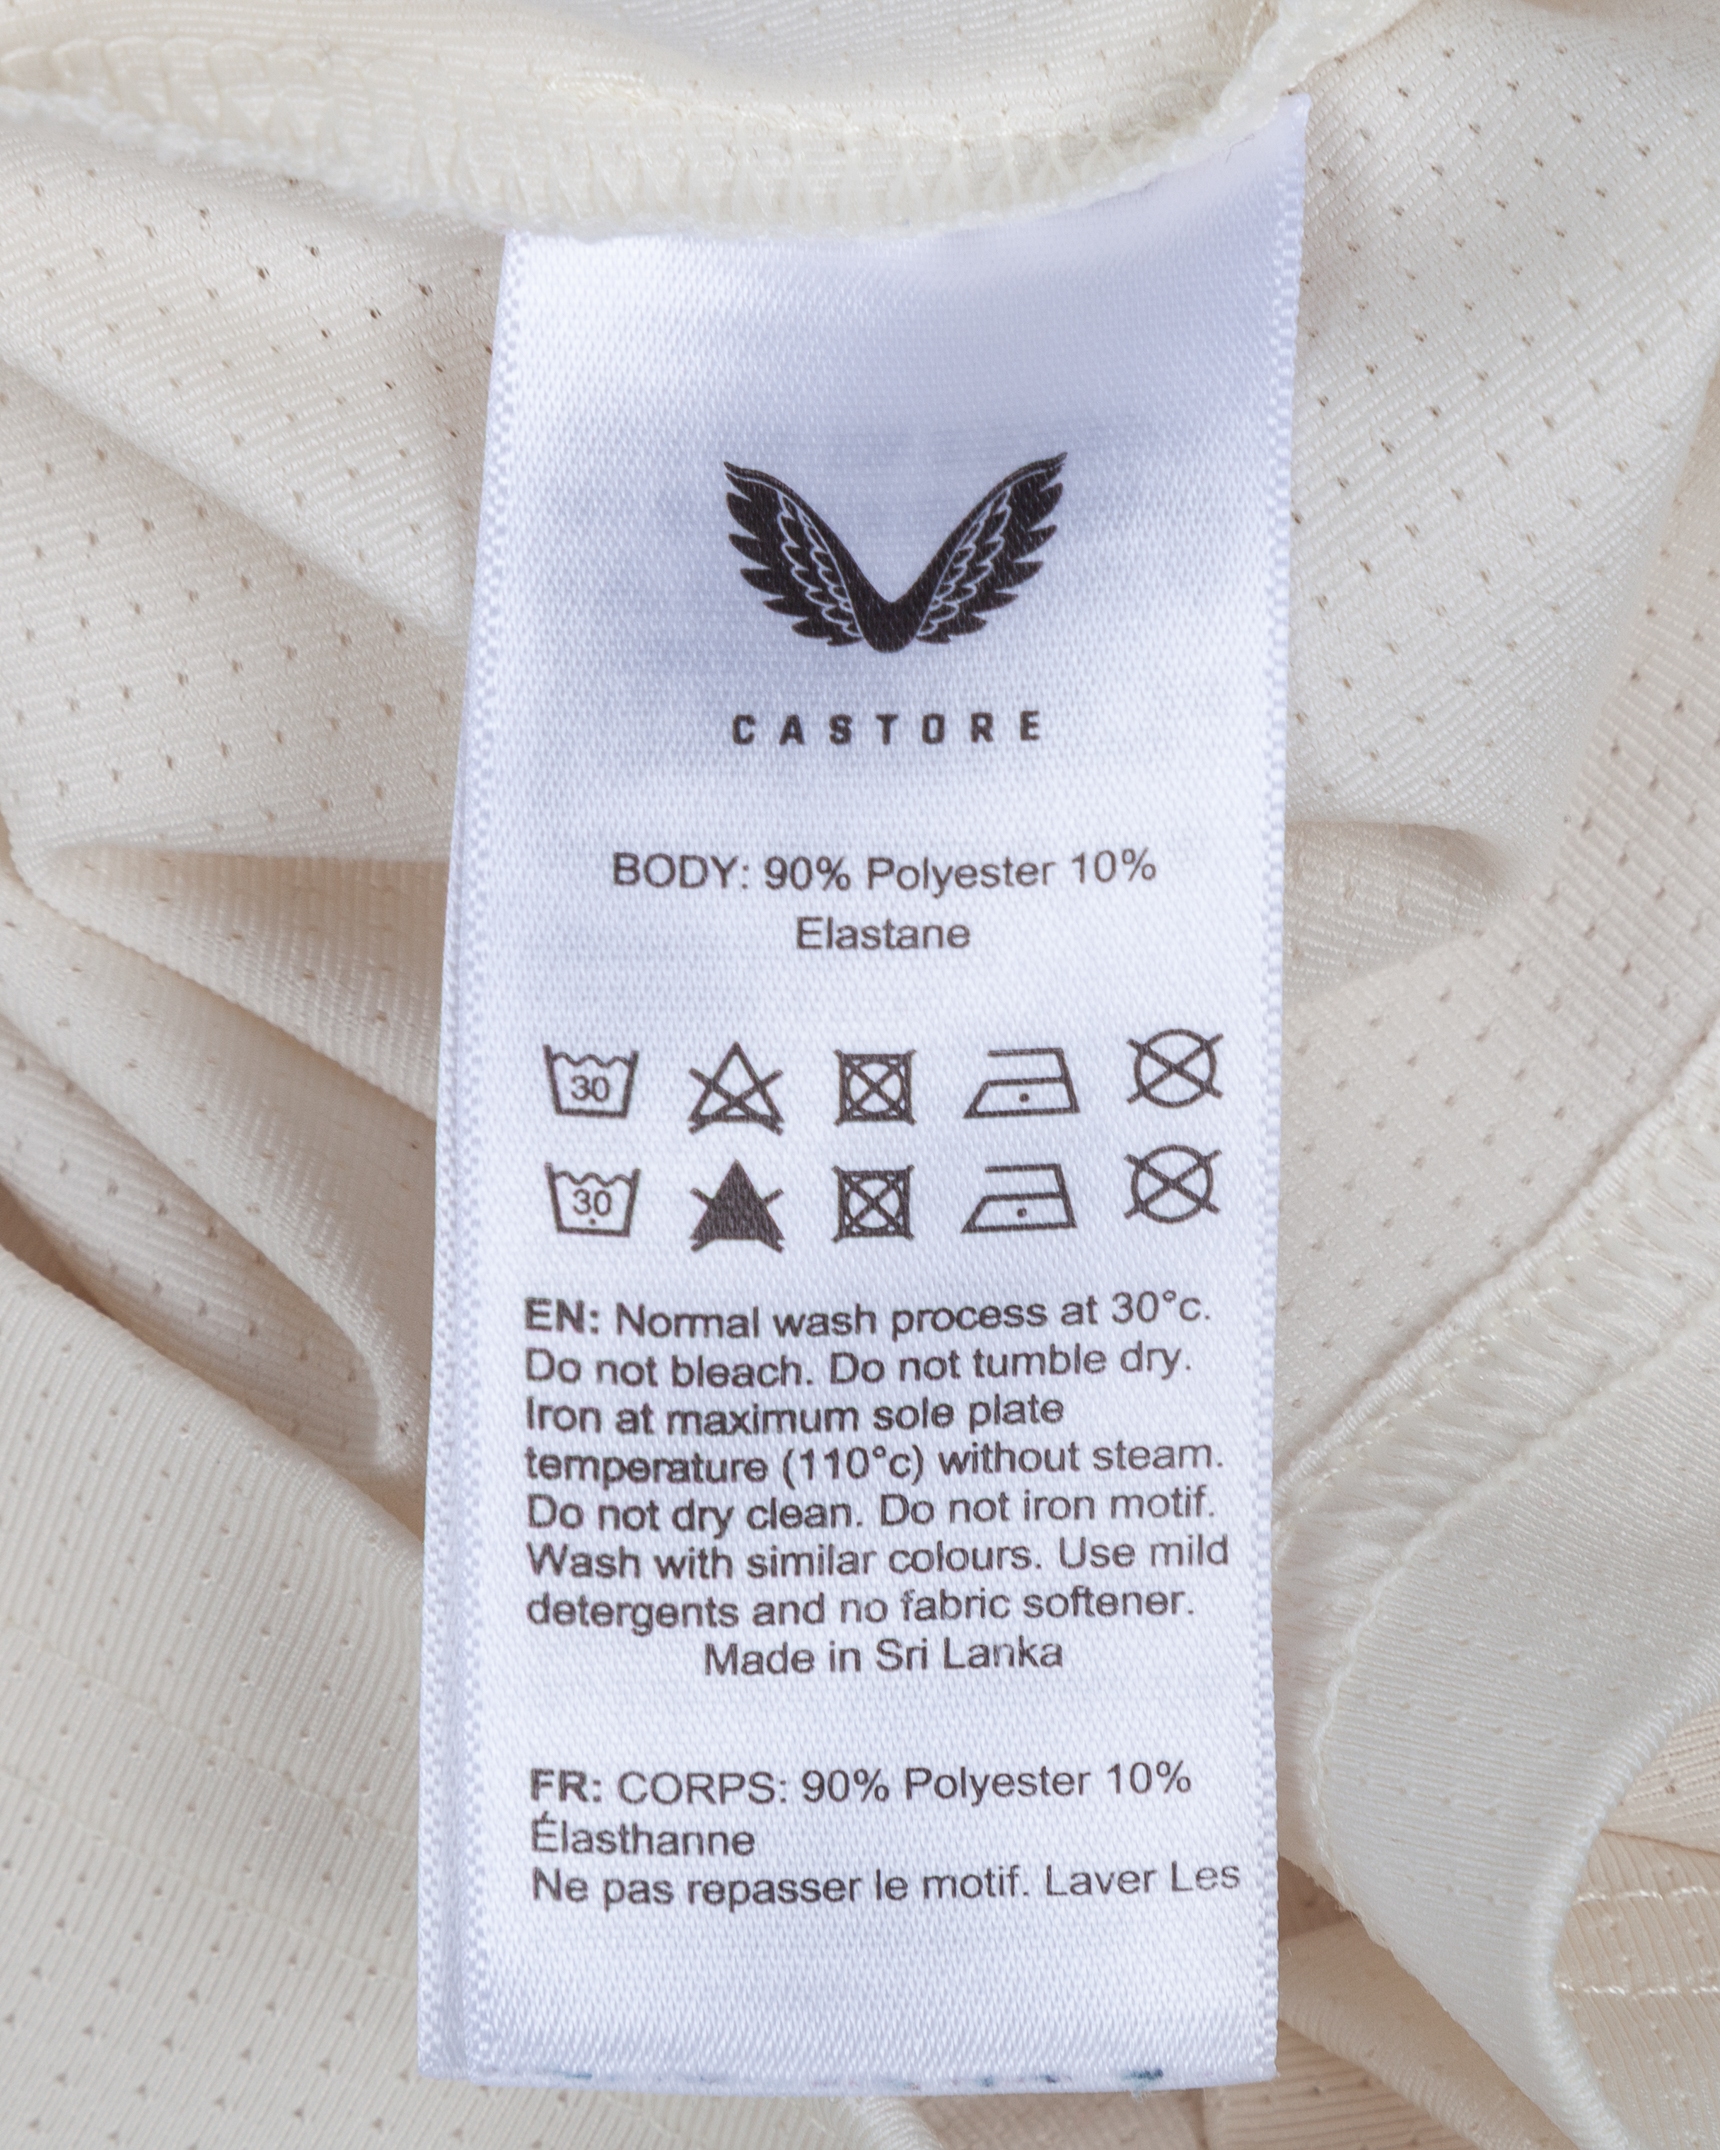 CASTORE
BODY: 90% Polyester 10%
Elastane
30
30
EN: Normal wash process at 30°c.
Do not bleach. Do not tumble dry.
Iron at maximum sole plate
temperature (110°c) without steam.
Do not dry clean. Do not iron motif.
Wash with similar colours. Use mild
detergents and no fabric softener.
Made in Sri Lanka
FR: CORPS: 90% Polyester 10%
Élasthanne
Ne pas repasser le motif. Laver Les